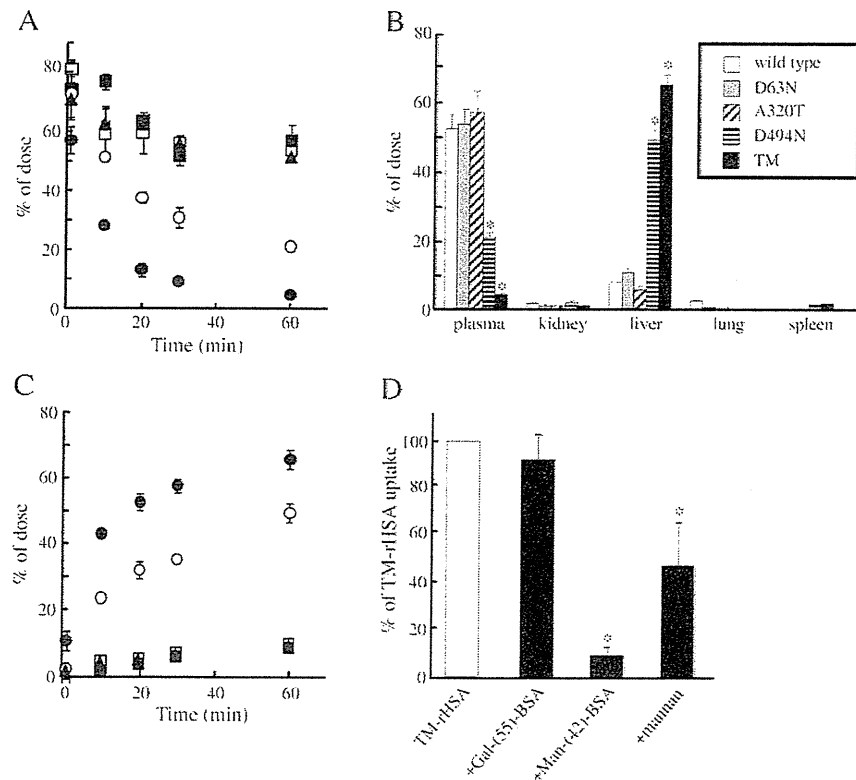 A
% of dose
80
60
40
20
0
0 20 40 60
Time (min)
B
% of dose
80
60
40
20
0
plasma kidney liver lung spleen
wild type
D63N
A320T
D494N
TM
* * * *
C
% of dose
80
60
40
20
0
0 20 40 60
Time (min)
D
% of TM-rHSA uptake
100
80
60
40
20
0
* *
TM-rHSA
+Gal-(55)-BSA
+Man-(42)-BSA
+mannan